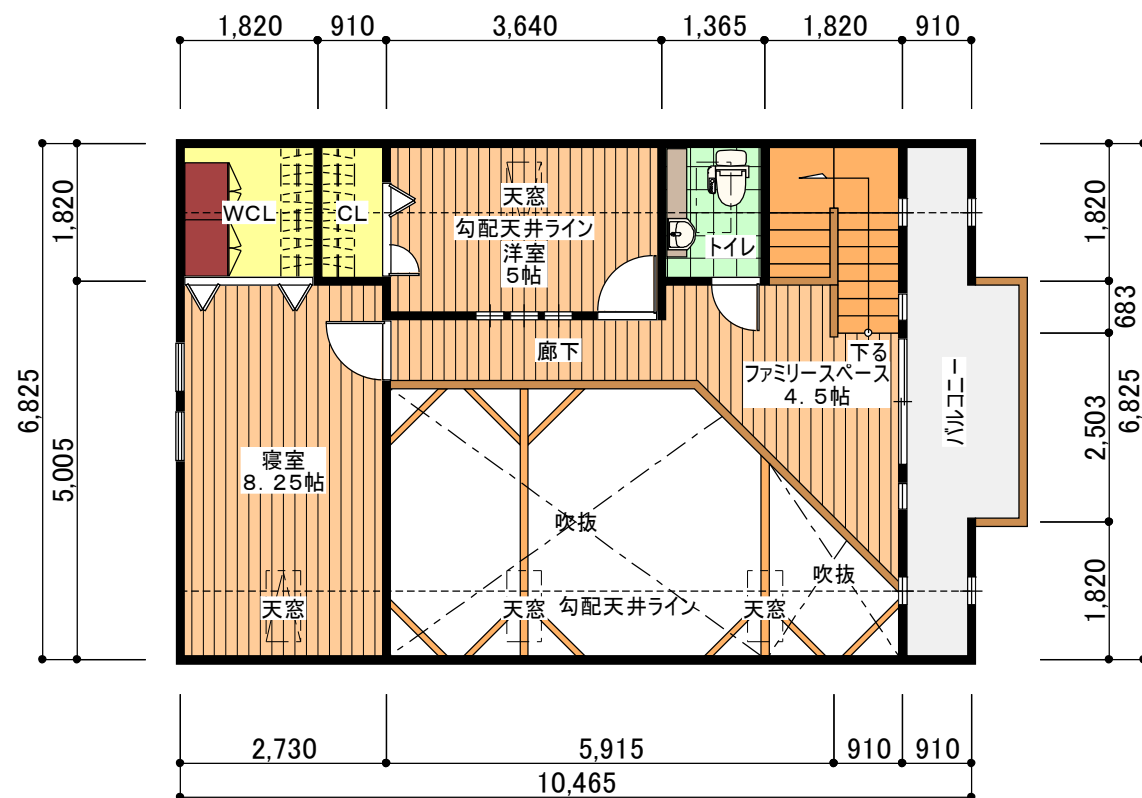 1,820
910
3,640
1,365
1,820
910
6,825
1,820
5,005
WCL
CL
天窓
勾配天井ライン
洋室
5帖
トイレ
廊下
下る
ファミリースペース
4.5帖
バルコニー
寝室
8.25帖
吹抜
吹抜
天窓
天窓
勾配天井ライン
天窓
1,820
683
2,503
1,820
6,825
2,730
5,915
910
910
10,465